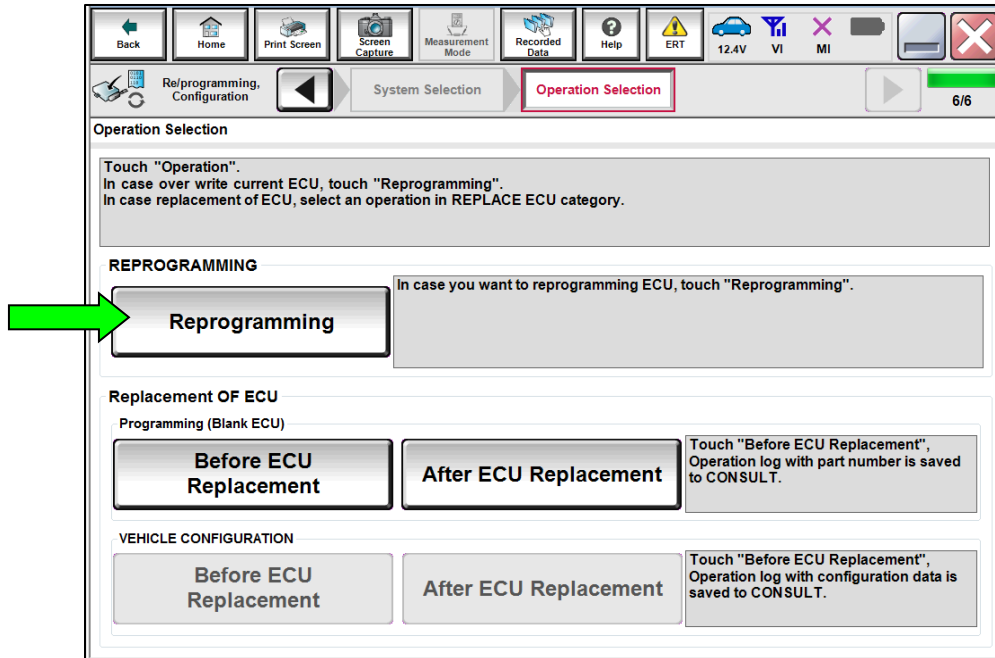 Back
Home
Print Screen
Screen
Capture
Measurement
Mode
Recorded
Data
Help
ERT
12.4V
VI
MI
Re/programming,
Configuration
System Selection
Operation Selection
6/6
Operation Selection
Touch "Operation".
In case over write current ECU, touch "Reprogramming".
In case replacement of ECU, select an operation in REPLACE ECU category.
REPROGRAMMING
Reprogramming
In case you want to reprogramming ECU, touch "Reprogramming".
Replacement OF ECU
Programming (Blank ECU)
Before ECU
Replacement
After ECU Replacement
Touch "Before ECU Replacement",
Operation log with part number is saved
to CONSULT.
VEHICLE CONFIGURATION
Before ECU
Replacement
After ECU Replacement
Touch "Before ECU Replacement",
Operation log with configuration data is
saved to CONSULT.